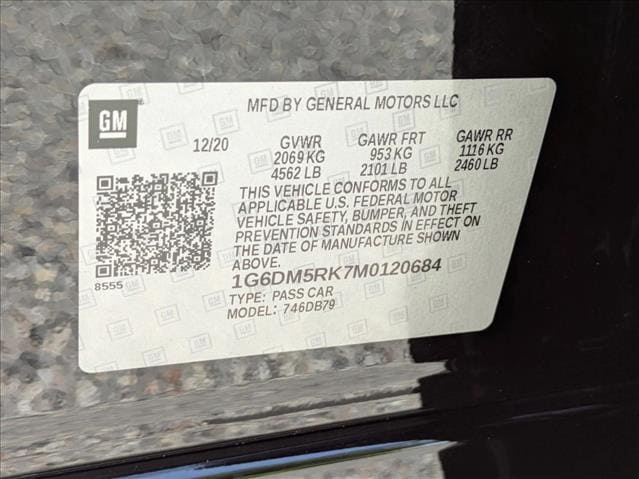 GM
MFD BY GENERAL MOTORS LLC
12/20 GVWR GAWR FRT GAWR RR
2069 KG 953 KG 1116 KG
4562 LB 2101 LB 2460 LB
THIS VEHICLE CONFORMS TO ALL
APPLICABLE U.S. FEDERAL MOTOR
VEHICLE SAFETY, BUMPER, AND THEFT
PREVENTION STANDARDS IN EFFECT ON
THE DATE OF MANUFACTURE SHOWN
ABOVE.
8555
1G6DM5RK7M0120684
TYPE: PASS CAR
MODEL: 746DB79